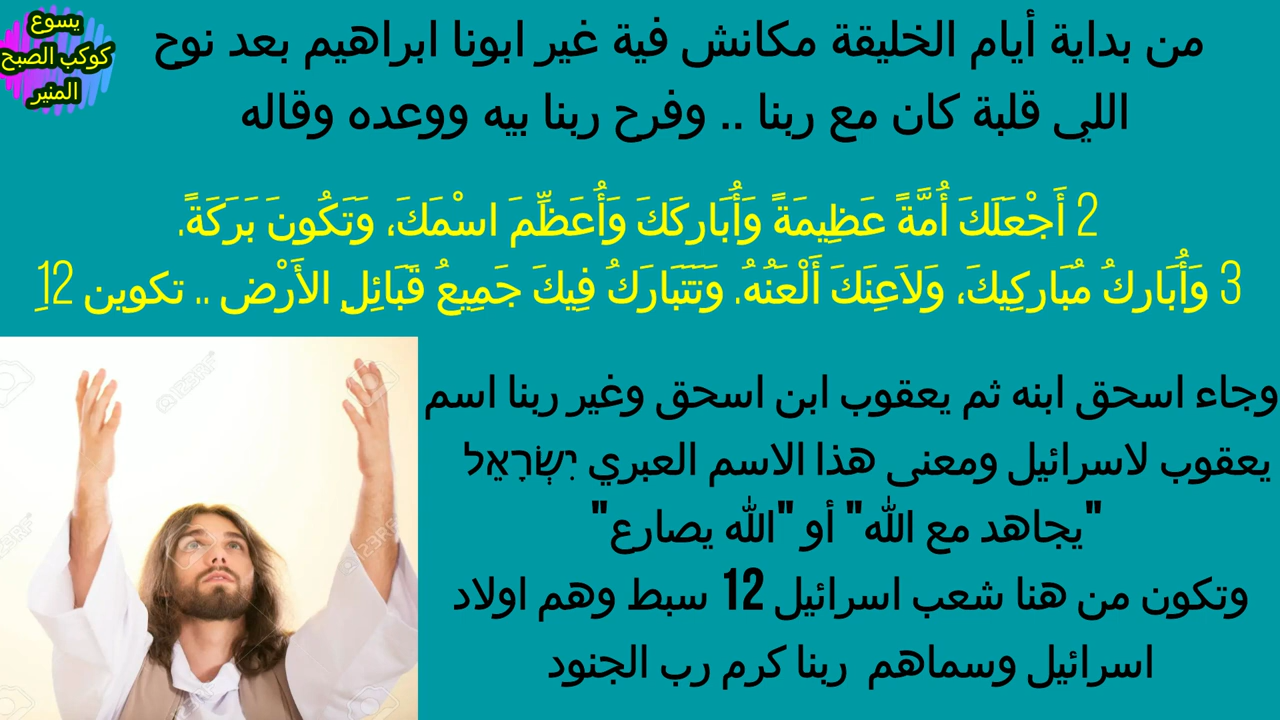 يسوع
كوكب الصبح
المنير
من بداية أيام الخليقة مكانش فية غير ابونا ابراهيم بعد نوح
اللي قلبة كان مع ربنا .. وفرح ربنا بيه ووعده وقاله
2 أَجْعَلَكَ أُمَّةً عَظِيمَةً وَأُبَارِكَكَ وَأُعَظِّمَ اسْمَكَ، وَتَكُونَ بَرَكَةً.
3 وَأُبَارِكُ مُبَارِكِيكَ، وَلاَعِنَكَ أَلْعَنُهُ. وَتَتَبَارَكُ فِيكَ جَمِيعُ قَبَائِلِ الأَرْض .. تكوين 12ِ
وجاء اسحق ابنه ثم يعقوب ابن اسحق وغير ربنا اسم
يعقوب لاسرائيل ومعنى هذا الاسم العبري יִשְׂרָאֵל
"يجاهد مع الله" أو "الله يصارع"
وتكون من هنا شعب اسرائيل 12 سبط وهم اولاد
اسرائيل وسماهم ربنا كرم رب الجنود
123RF
123RF
123RF